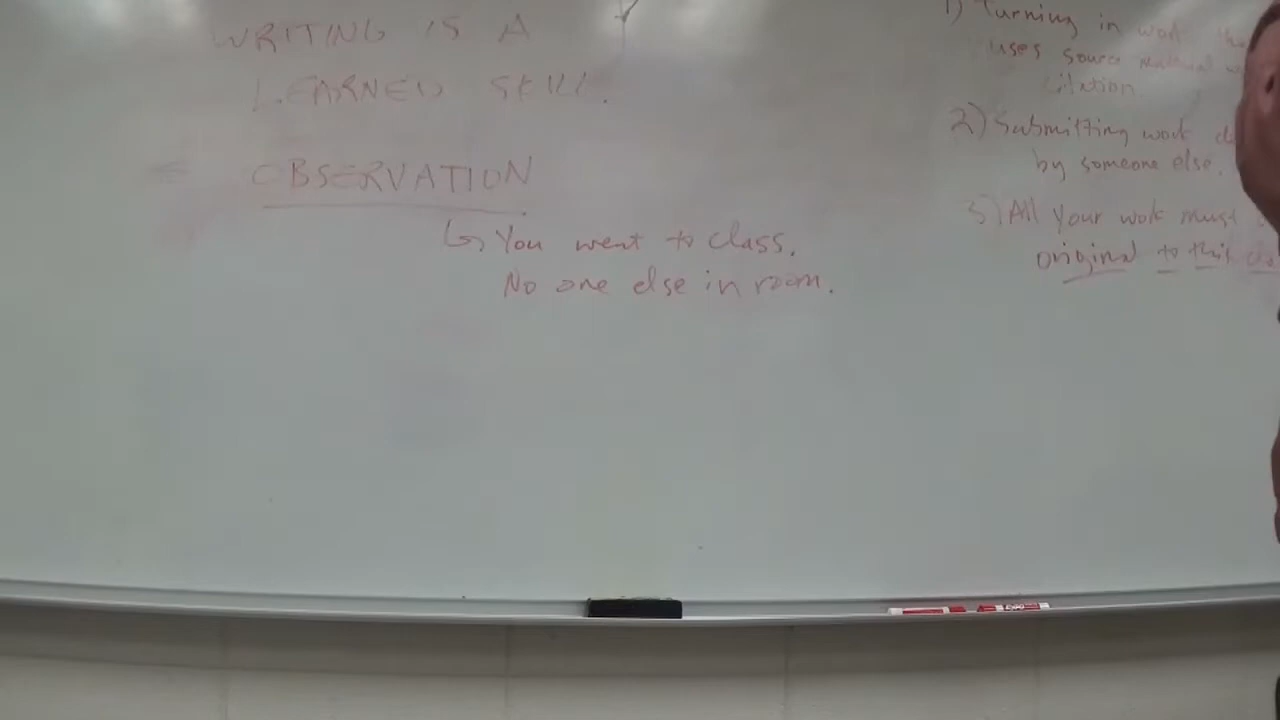 WRITING IS A
LEARNED SKILL.
OBSERVATION
You went to class.
No one else in room.
1) Turning in work
uses source material
citation
2) Submitting work
by someone else.
3) All your work must
original to this
EXPO